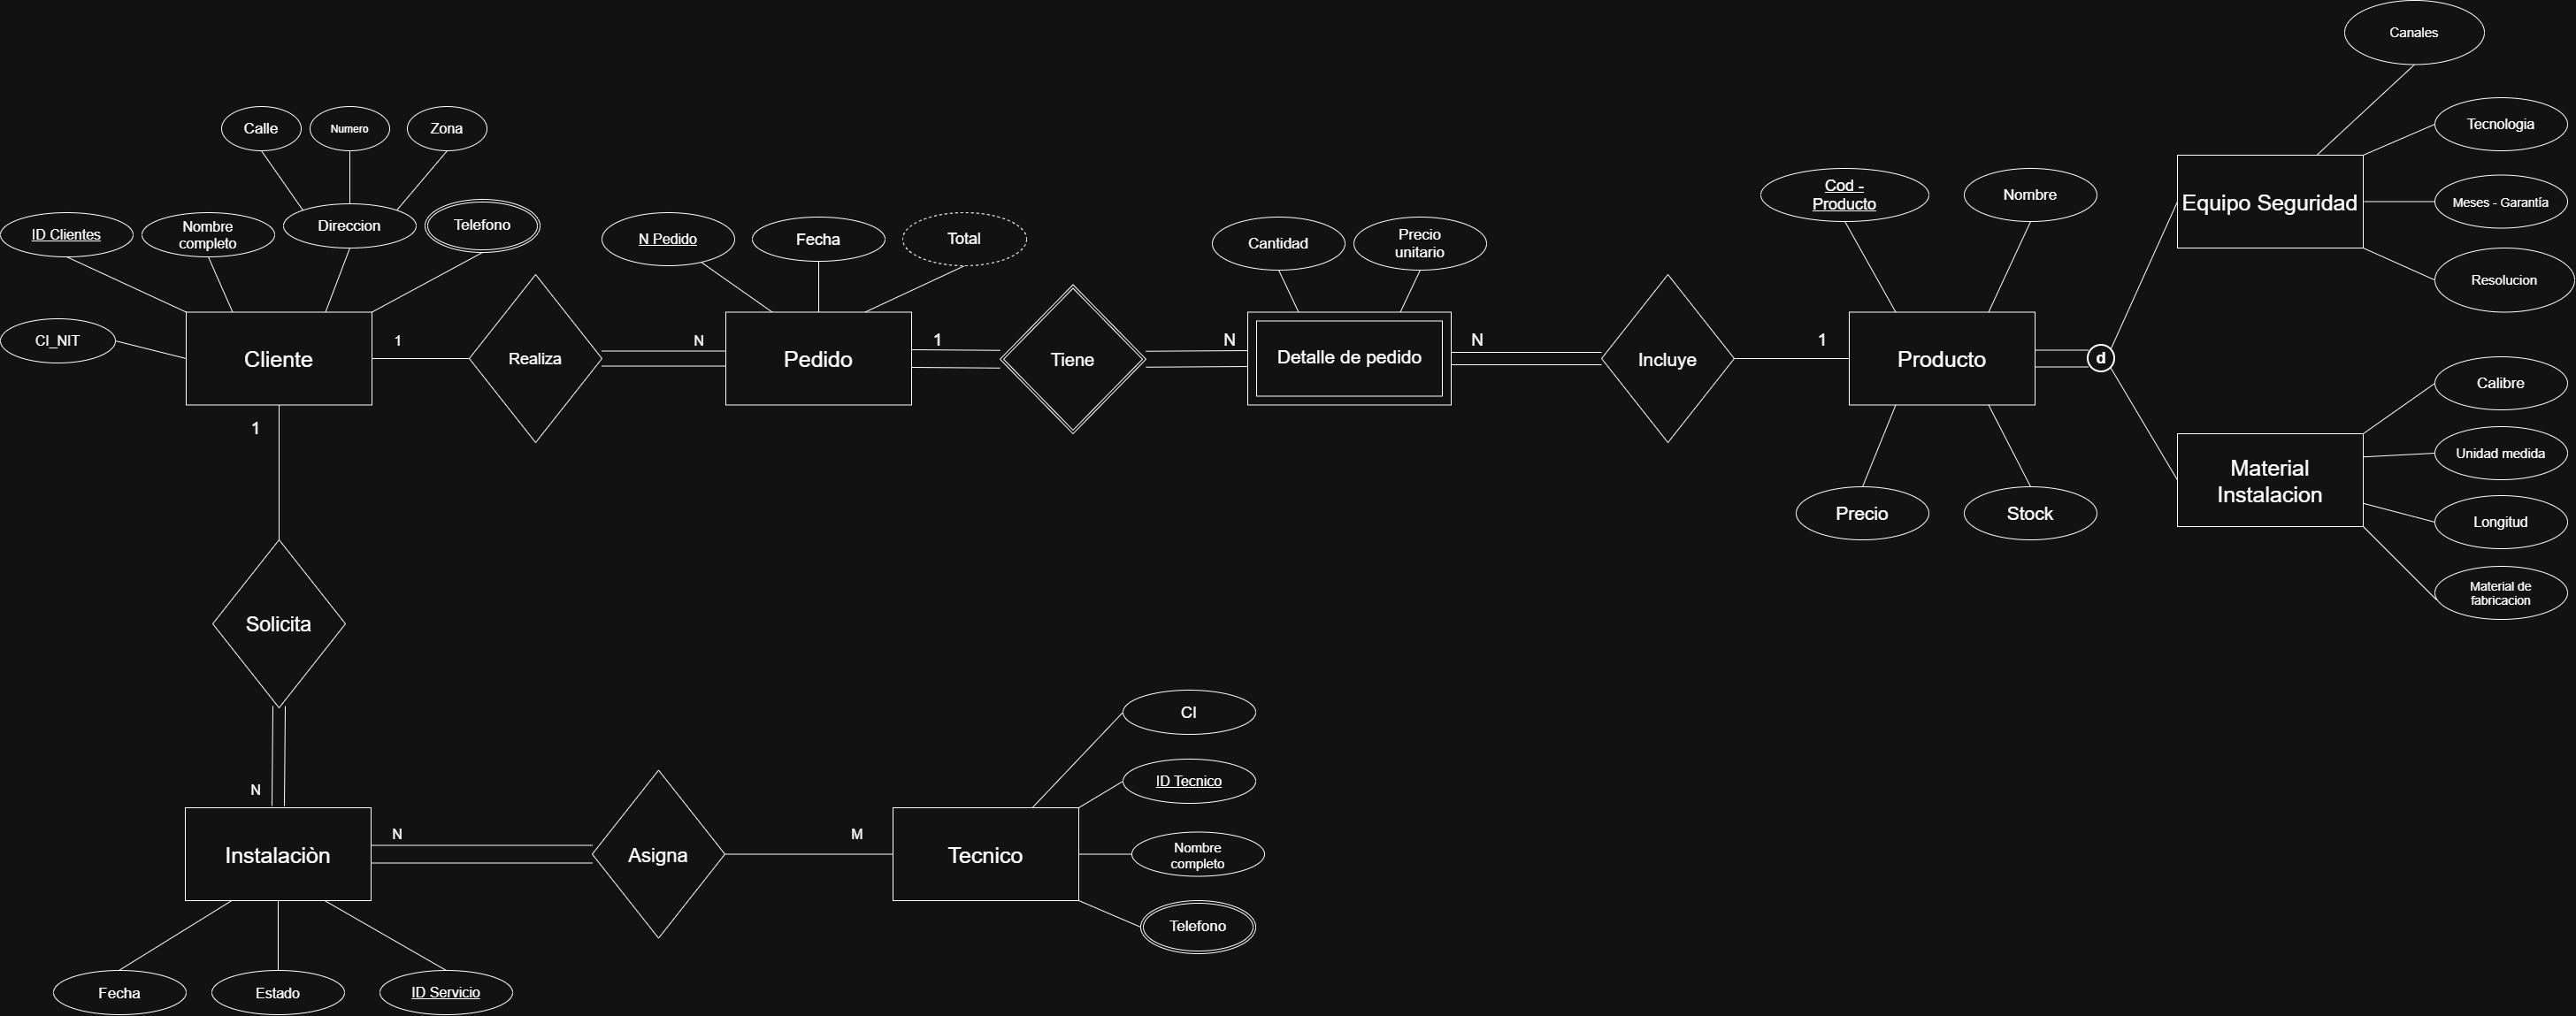 Canales
Calle
Numero
Zona
Tecnologia
ID Clientes
Nombre
completo
Direccion
Telefono
N Pedido
Fecha
Total
Cantidad
Precio
unitario
Cod -
Producto
Nombre
Equipo Seguridad
Meses - Garantía
Resolucion
CI_NIT
Cliente
1
Realiza
N
Pedido
1
Tiene
N
Detalle de pedido
N
Incluye
1
Producto
d
Calibre
1
Material
Instalacion
Unidad medida
Precio
Stock
Longitud
Material de
fabricacion
Solicita
CI
N
ID Tecnico
Instalaciòn
N
Asigna
M
Tecnico
Nombre
completo
Telefono
Fecha
Estado
ID Servicio